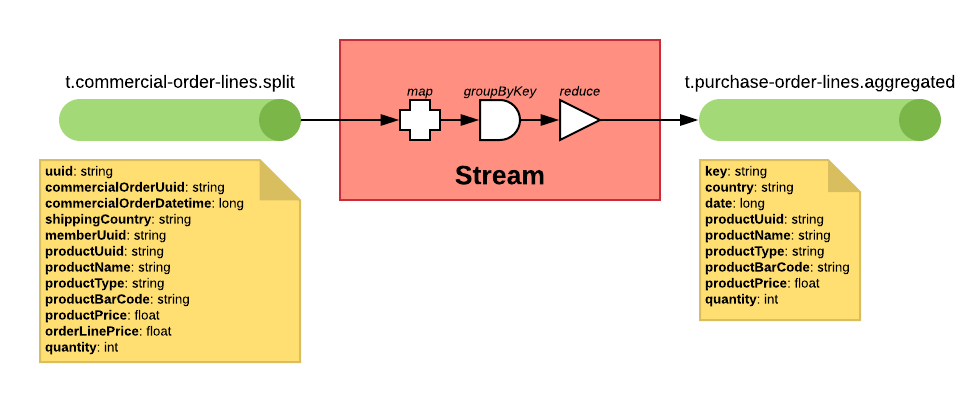 t.commercial-order-lines.split
uuid: string
commercialOrderUuid: string
commercialOrderDatetime: long
shippingCountry: string
memberUuid: string
productUuid: string
productName: string
productType: string
productBarCode: string
productPrice: float
orderLinePrice: float
quantity: int
map
groupByKey
reduce
Stream
t.purchase-order-lines.aggregated
key: string
country: string
date: long
productUuid: string
productName: string
productType: string
productBarCode: string
productPrice: float
quantity: int